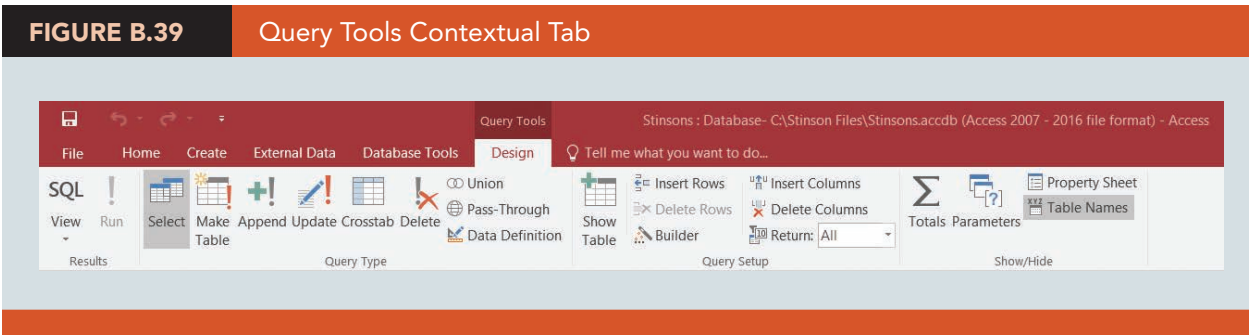 FIGURE B.39 Query Tools Contextual Tab
Query Tools Stinsons : Database- C:\Stinson Files\Stinsons.accdb (Access 2007 - 2016 file format) - Access
File Home Create External Data Database Tools Design Tell me what you want to do...
SQL Union Insert Rows Insert Columns Property Sheet
View Run Select Make Table Append Update Crosstab Delete Pass-Through Show Table Delete Rows Delete Columns Totals Parameters Table Names
Data Definition Builder Return: All
Results Query Type Query Setup Show/Hide